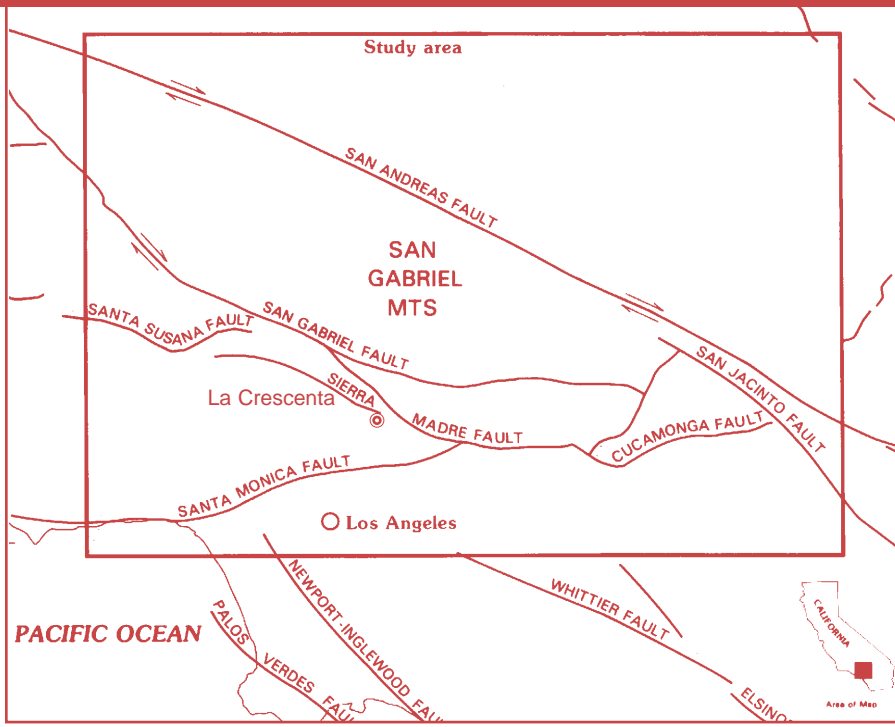 Study area
SAN ANDREAS FAULT
SAN
GABRIEL
MTS
SANTA SUSANA FAULT
SAN GABRIEL FAULT
SAN JACINTO FAULT
SIERRA
La Crescenta
MADRE FAULT
CUCAMONGA FAULT
SANTA MONICA FAULT
Los Angeles
NEWPORT-INGLEWOOD FAU
WHITTIER FAULT
PALOS VERDES FAU
PACIFIC OCEAN
CALIFORNIA
ELSINO
Area of Map